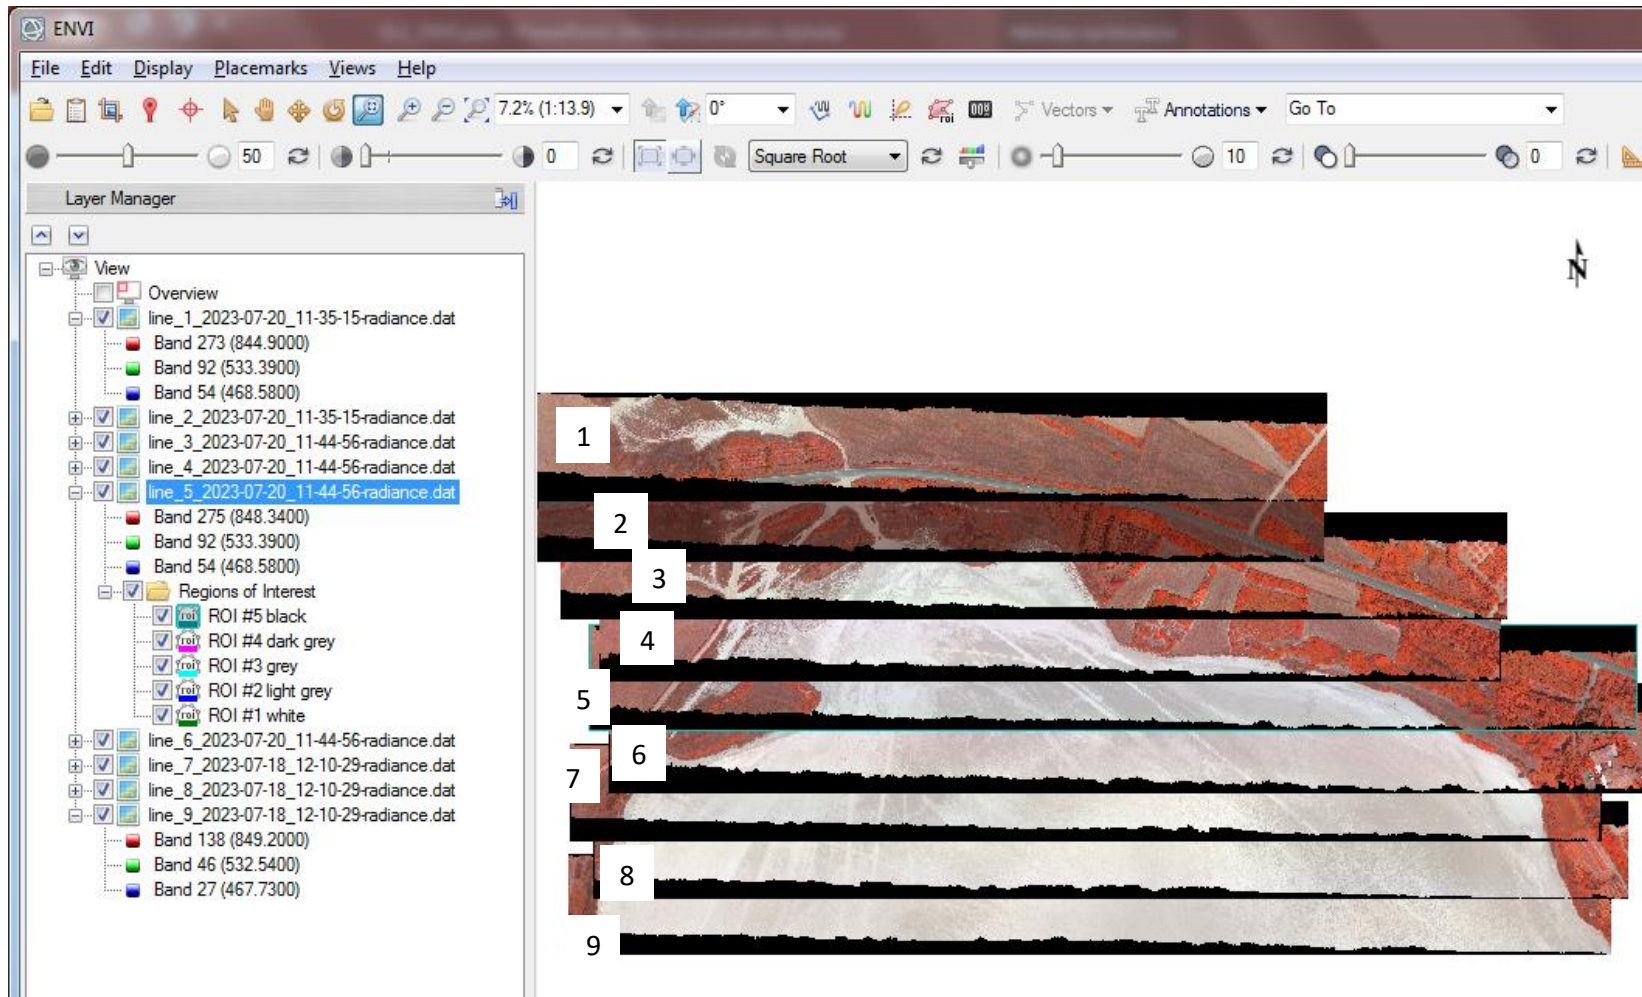 ENVI
File Edit Display Placemarks Views Help
7.2% (1:13.9) 0° roi Vectors Annotations Go To
50 0 Square Root 10 0
Layer Manager
View
Overview
line_1_2023-07-20_11-35-15-radiance.dat
Band 273 (844.9000)
Band 92 (533.3900)
Band 54 (468.5800)
line_2_2023-07-20_11-35-15-radiance.dat
line_3_2023-07-20_11-44-56-radiance.dat
line_4_2023-07-20_11-44-56-radiance.dat
line_5_2023-07-20_11-44-56-radiance.dat
Band 275 (848.3400)
Band 92 (533.3900)
Band 54 (468.5800)
Regions of Interest
roi ROI #5 black
roi ROI #4 dark grey
roi ROI #3 grey
roi ROI #2 light grey
roi ROI #1 white
line_6_2023-07-20_11-44-56-radiance.dat
line_7_2023-07-18_12-10-29-radiance.dat
line_8_2023-07-18_12-10-29-radiance.dat
line_9_2023-07-18_12-10-29-radiance.dat
Band 138 (849.2000)
Band 46 (532.5400)
Band 27 (467.7300)
N
1
2
3
4
5
6
7
8
9